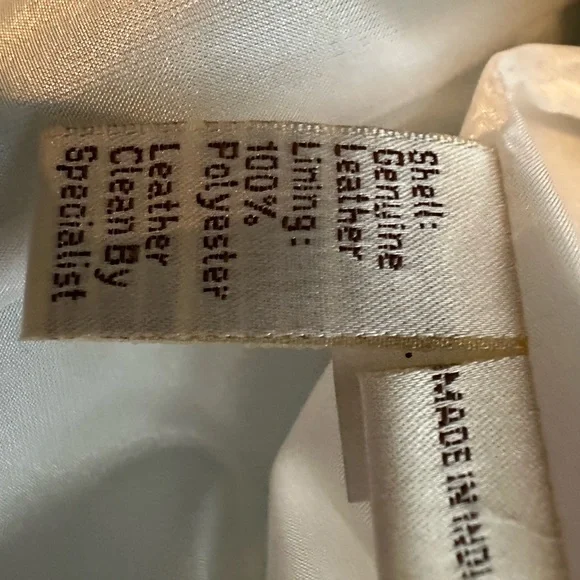 Shell:
Genuine
Leather
Lining:
100%
Polyester
Leather
Clean By
Specialist
MADE IN